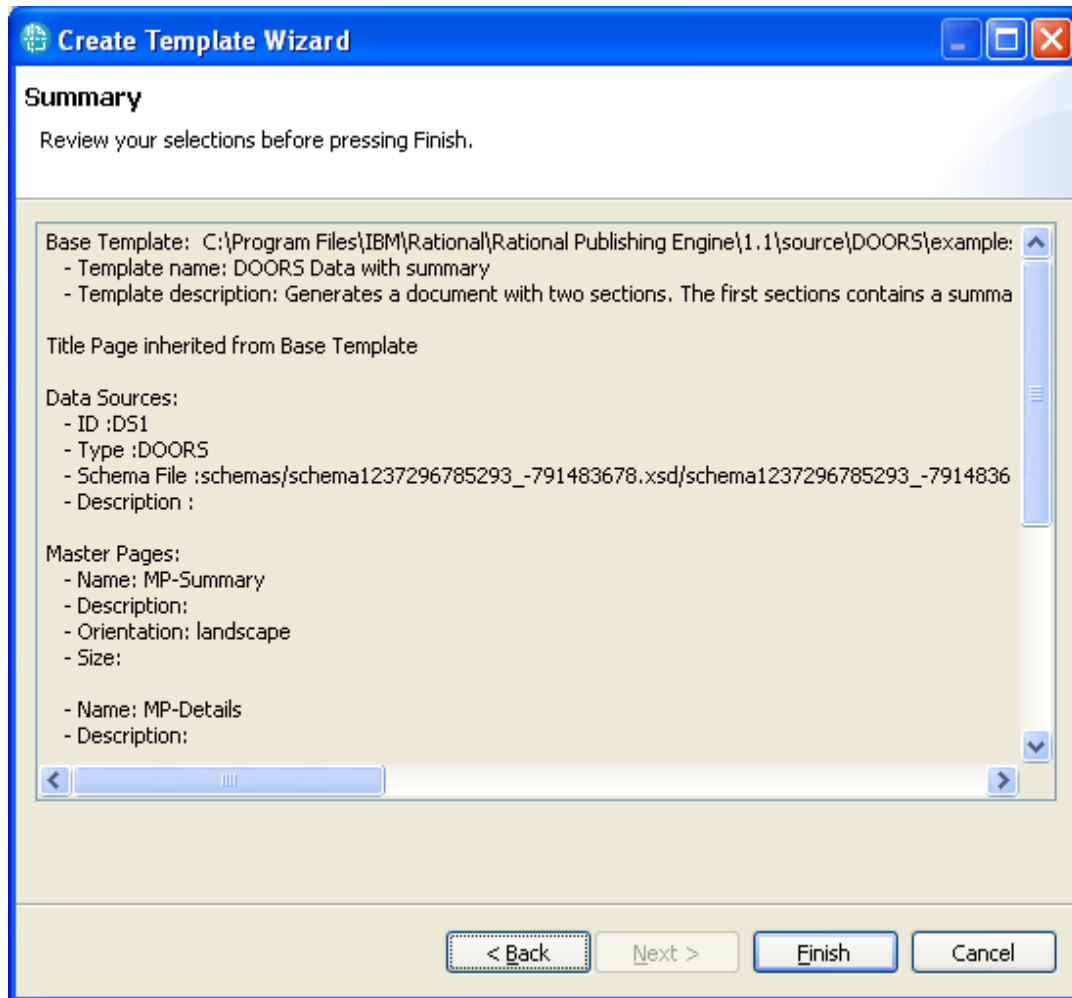 Create Template Wizard
Summary
Review your selections before pressing Finish.
Base Template:  C:\Program Files\IBM\Rational\Rational Publishing Engine\1.1\source\DOORS\example:
- Template name: DOORS Data with summary
- Template description: Generates a document with two sections. The first sections contains a summa
Title Page inherited from Base Template
Data Sources:
- ID :DS1
- Type :DOORS
- Schema File :schemas/schema1237296785293_-791483678.xsd/schema1237296785293_-7914836
- Description :
Master Pages:
- Name: MP-Summary
- Description:
- Orientation: landscape
- Size:
- Name: MP-Details
- Description:
< Back Next > Finish Cancel